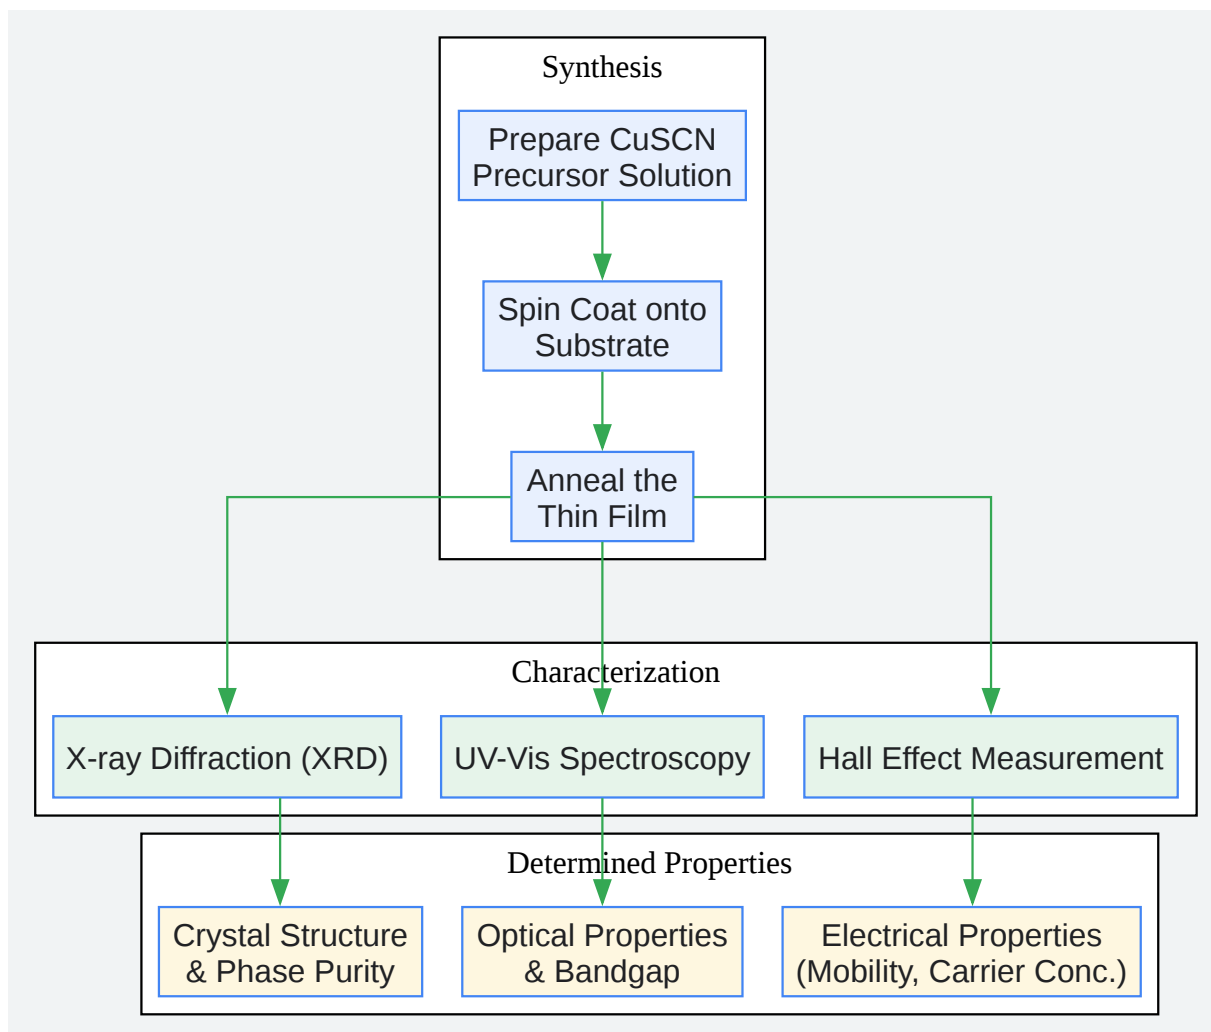 Synthesis
Prepare CuSCN
Precursor Solution
Spin Coat onto
Substrate
Anneal the
Thin Film
Characterization
X-ray Diffraction (XRD)
UV-Vis Spectroscopy
Hall Effect Measurement
Determined Properties
Crystal Structure
& Phase Purity
Optical Properties
& Bandgap
Electrical Properties
(Mobility, Carrier Conc.)